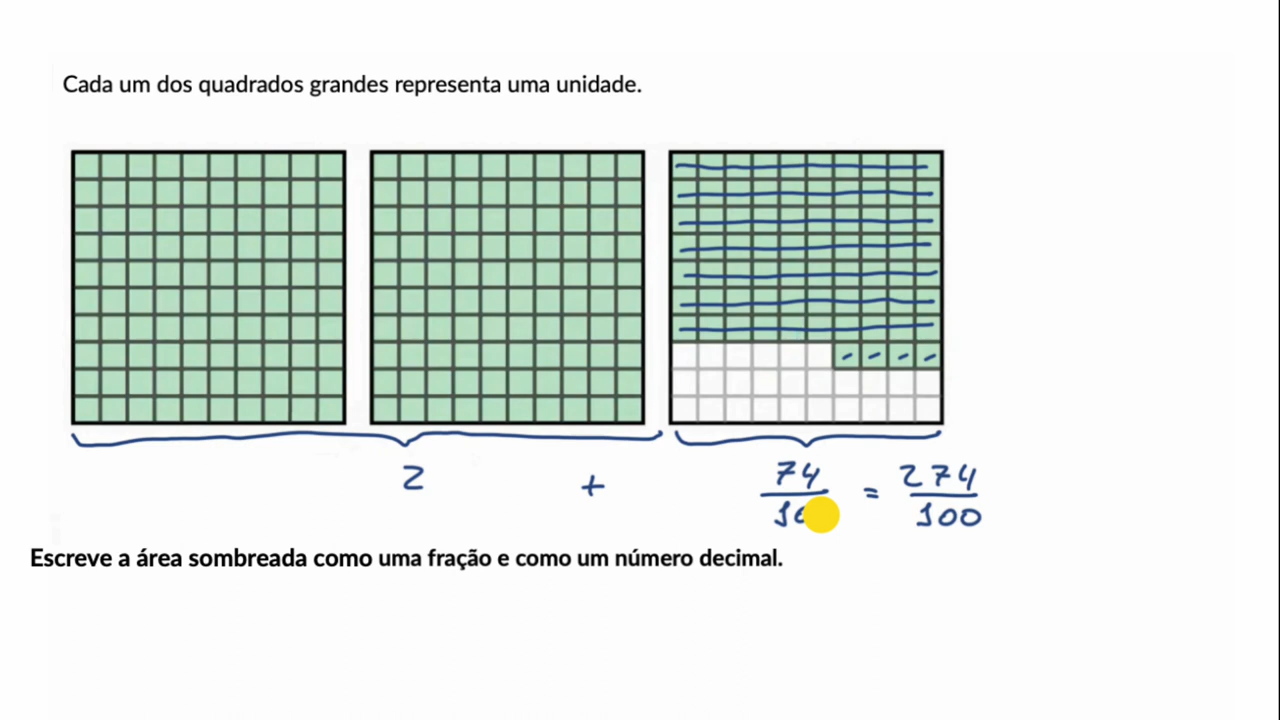 Cada um dos quadrados grandes representa uma unidade.
2 + 74/10 = 274/100
Escreve a área sombreada como uma fração e como um número decimal.